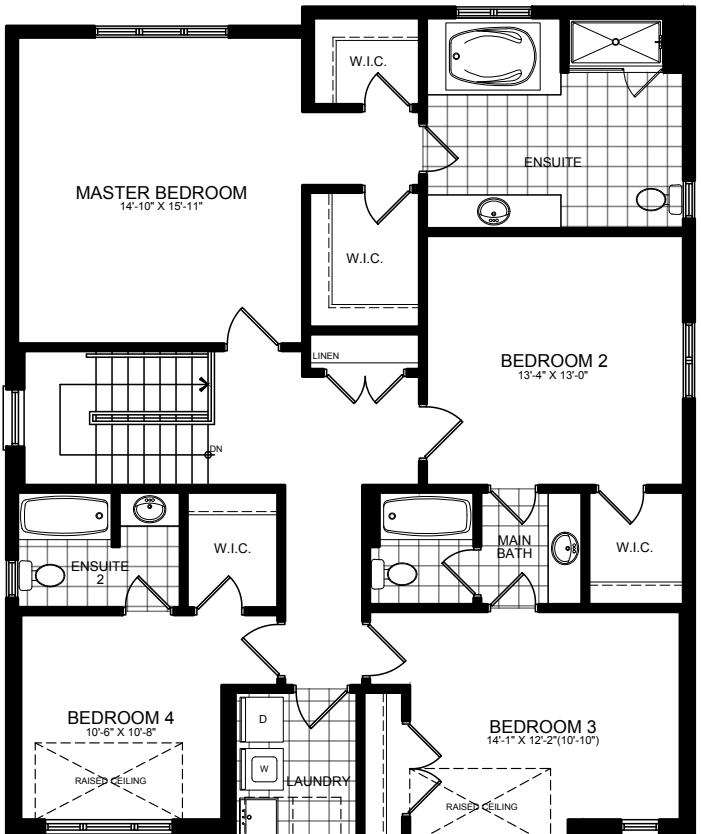 W.I.C.
ENSUITE
MASTER BEDROOM
14'-10" X 15'-11"
W.I.C.
LINEN
BEDROOM 2
13'-4" X 13'-0"
DN
W.I.C.
ENSUITE
2
MAIN
BATH
W.I.C.
BEDROOM 4
10'-6" X 10'-8"
RAISED CEILING
D
W
LAUNDRY
BEDROOM 3
14'-1" X 12'-2"(10'-10")
RAISED CEILING